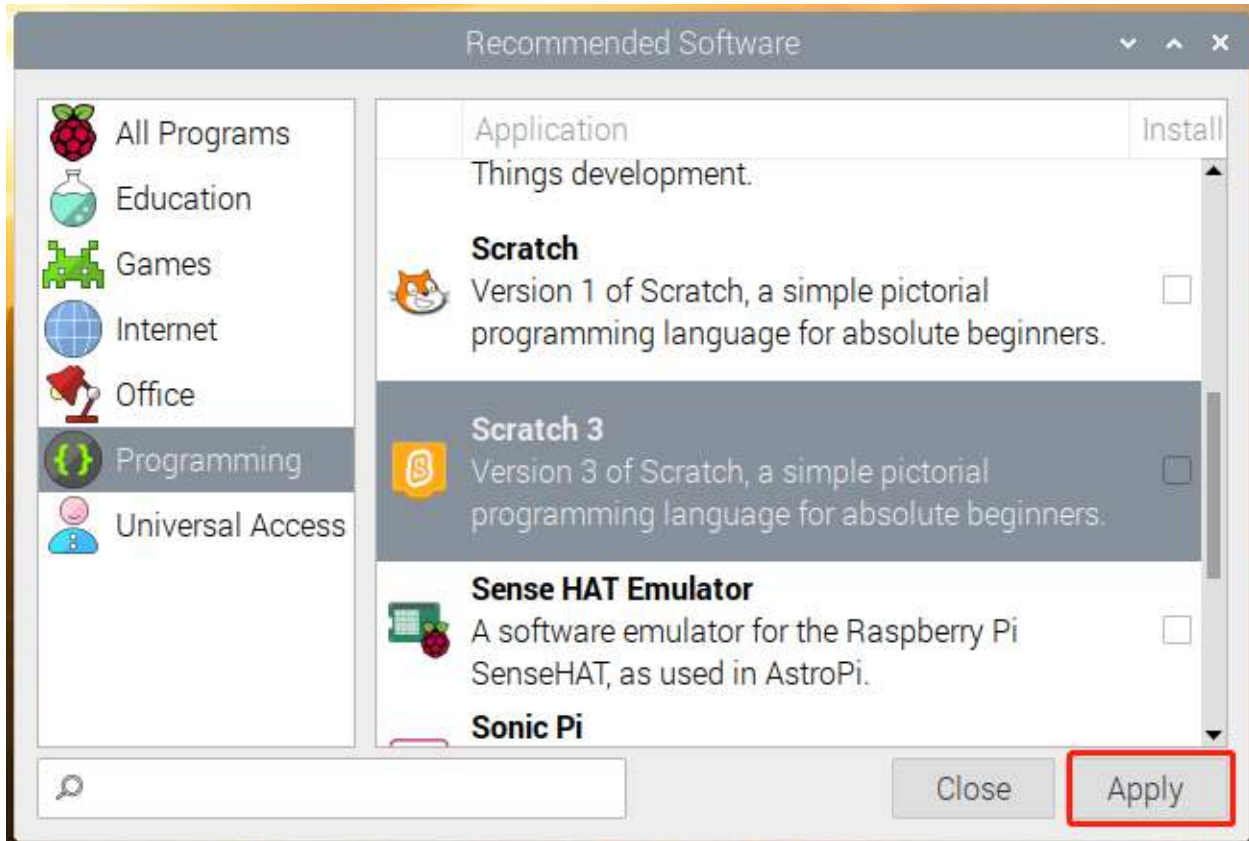 Recommended Software
All Programs
Education
Games
Internet
Office
Programming
Universal Access
Application
Install
Things development.
Scratch
Version 1 of Scratch, a simple pictorial
programming language for absolute beginners.
Scratch 3
Version 3 of Scratch, a simple pictorial
programming language for absolute beginners.
Sense HAT Emulator
A software emulator for the Raspberry Pi
SenseHAT, as used in AstroPi.
Sonic Pi
Close
Apply